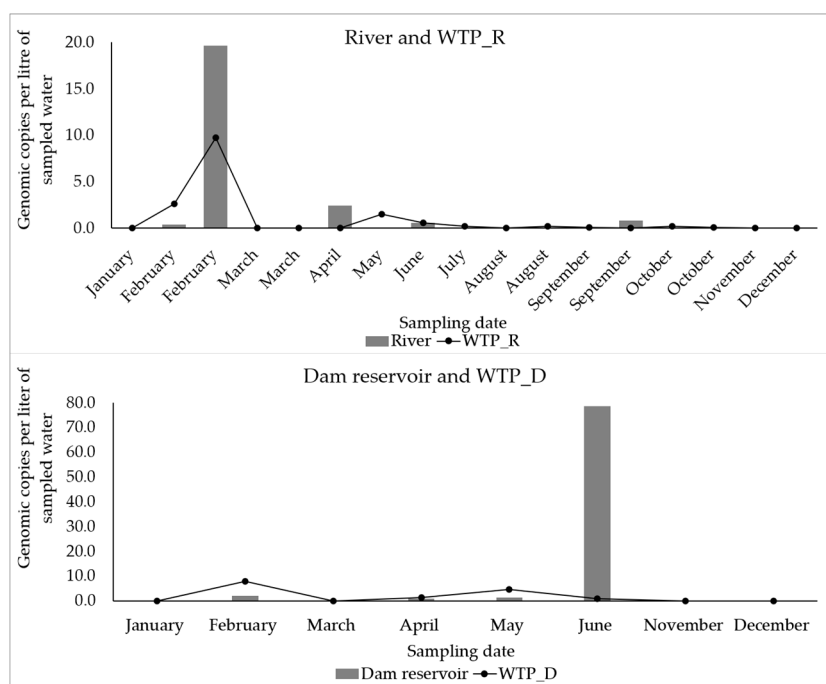 River and WTP_R
Genomic copies per litre of
sampled water
20.0
15.0
10.0
5.0
0.0
January
February
February
March
March
April
May
June
July
August
August
September
September
October
October
November
December
Sampling date
River
WTP_R
Dam reservoir and WTP_D
Genomic copies per liter of
sampled water
80.0
70.0
60.0
50.0
40.0
30.0
20.0
10.0
0.0
January
February
March
April
May
June
November
December
Sampling date
Dam reservoir
WTP_D